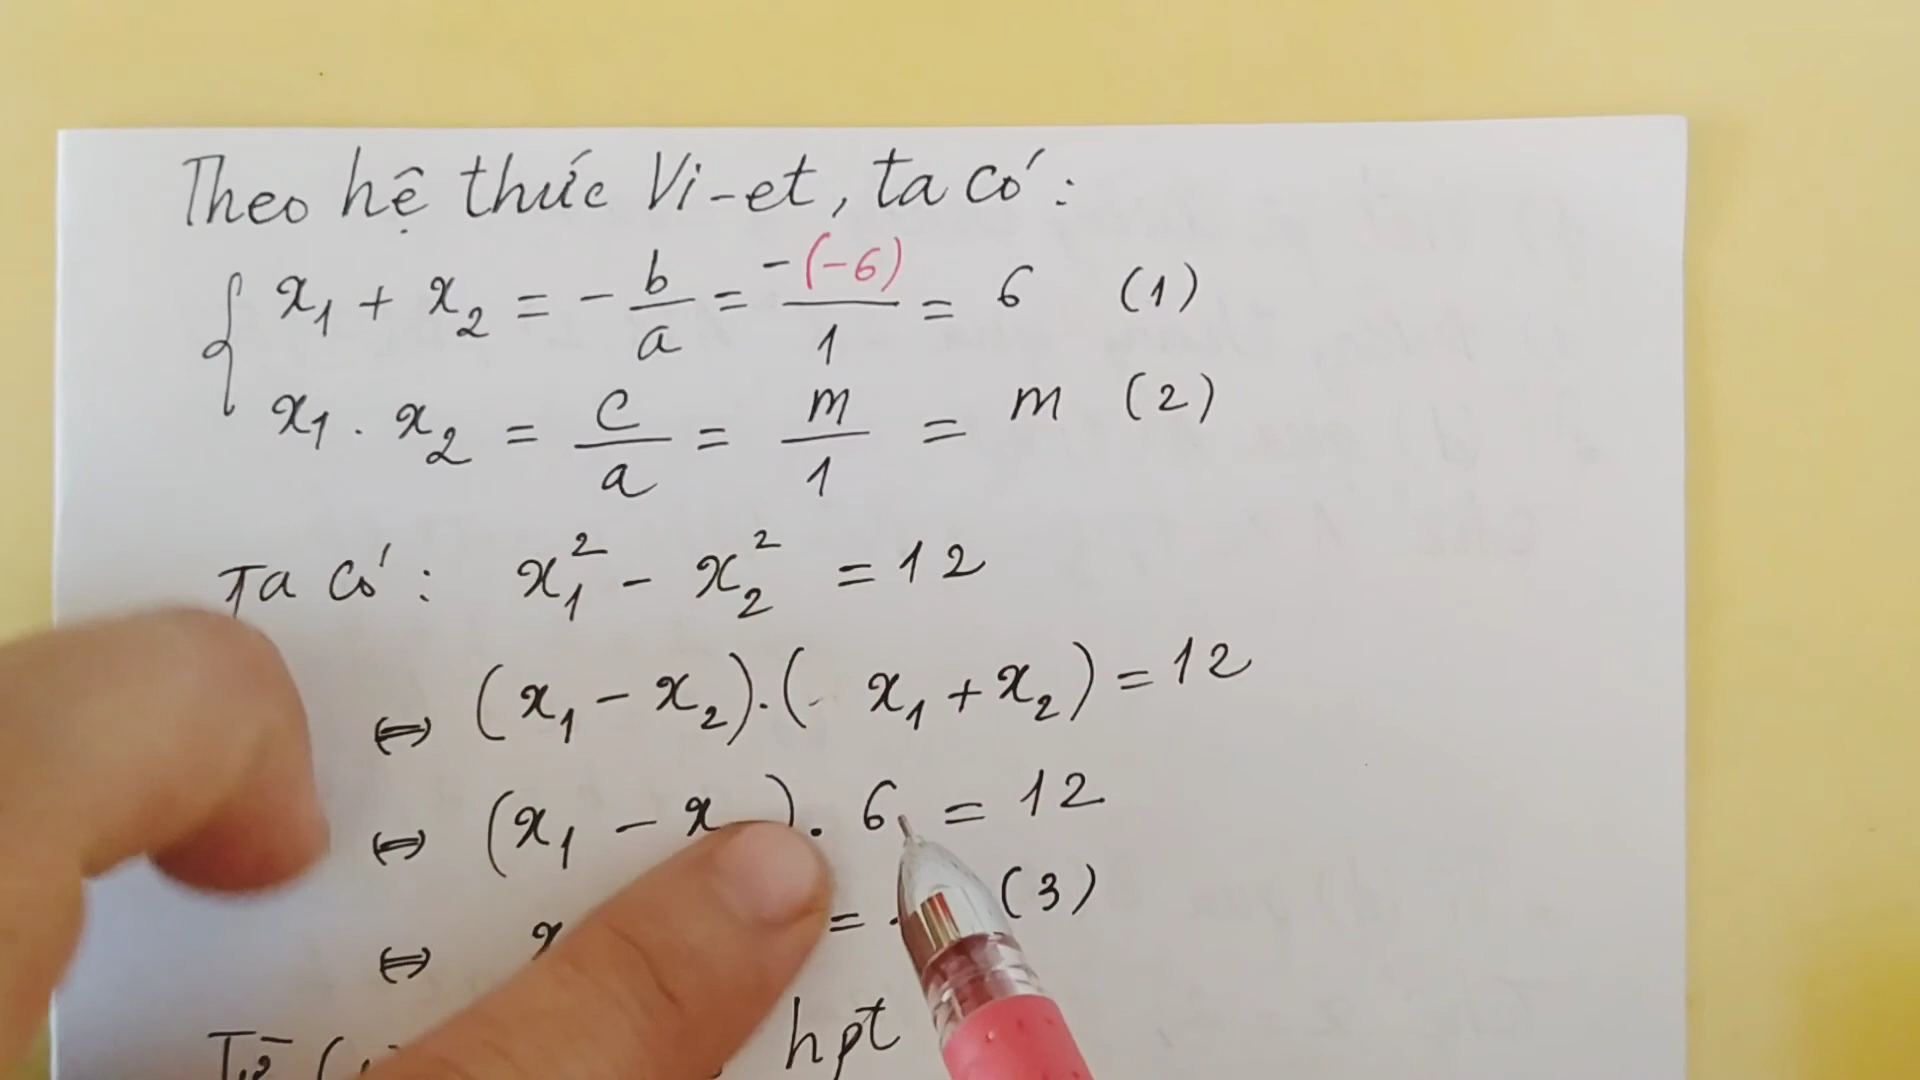 Theo hệ thức Vi-et, ta có:
x₁ + x₂ = - b/a = -(-6)/1 = 6 (1)
x₁ . x₂ = c/a = m/1 = m (2)
Ta có: x₁² - x₂² = 12
⇔ (x₁ - x₂).( x₁ + x₂) = 12
⇔ (x₁ - x ). 6 = 12
⇔ x = (3)
Từ ( hpt